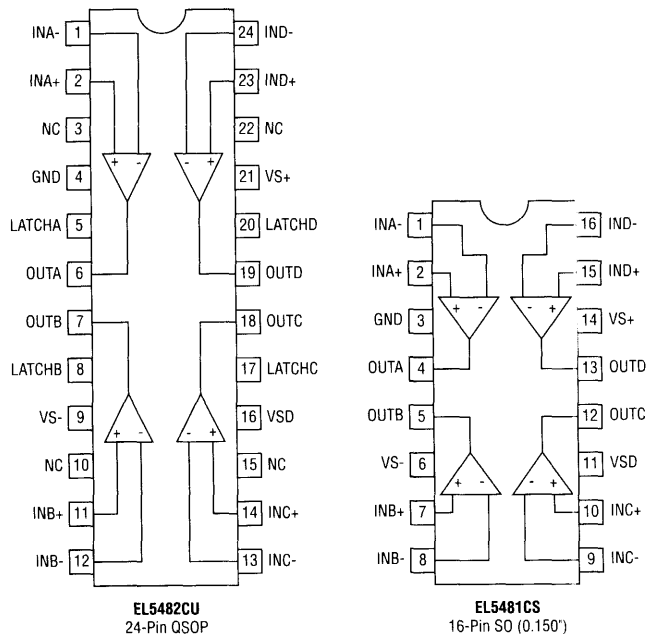 INA- 1 24 IND-
INA+ 2 + - - + 23 IND+
NC 3 22 NC
GND 4 21 VS+
LATCHA 5 20 LATCHD
OUTA 6 19 OUTD
OUTB 7 18 OUTC
LATCHB 8 17 LATCHC
VS- 9 16 VSD
+ - - +
NC 10 15 NC
INB+ 11 14 INC+
INB- 12 13 INC-
EL5482CU
24-Pin QSOP
INA- 1 16 IND-
INA+ 2 15 IND+
+ - - +
GND 3 14 VS+
OUTA 4 13 OUTD
OUTB 5 12 OUTC
VS- 6 11 VSD
+ - - +
INB+ 7 10 INC+
INB- 8 9 INC-
EL5481CS
16-Pin SO (0.150")